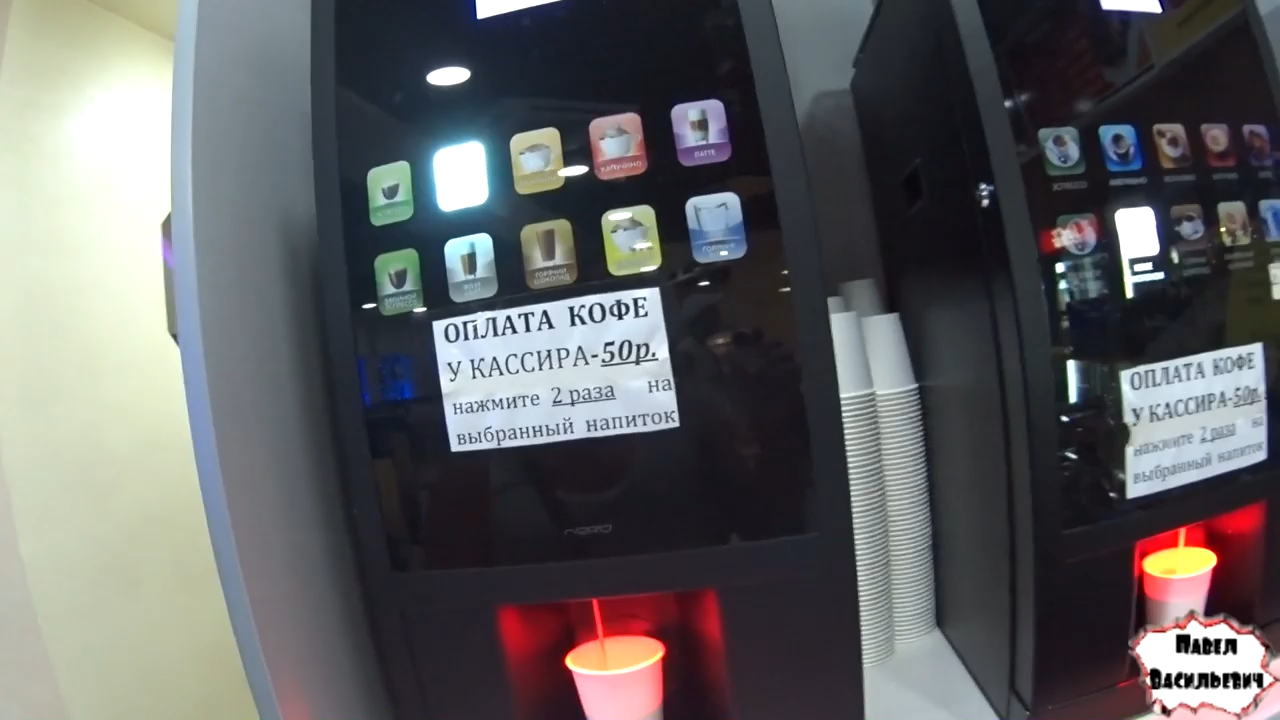 КАПУЧИНО
ЛАТТЕ
ГОРЯЧИЙ
ШОКОЛАД
ОПЛАТА КОФЕ
У КАССИРА-50р.
нажмите 2 раза на
выбранный напиток
ОПЛАТА КОФЕ
У КАССИРА-50р.
нажмите 2 раза на
выбранный напиток
ПАВЕЛ
ВАСИЛЬЕВИЧ